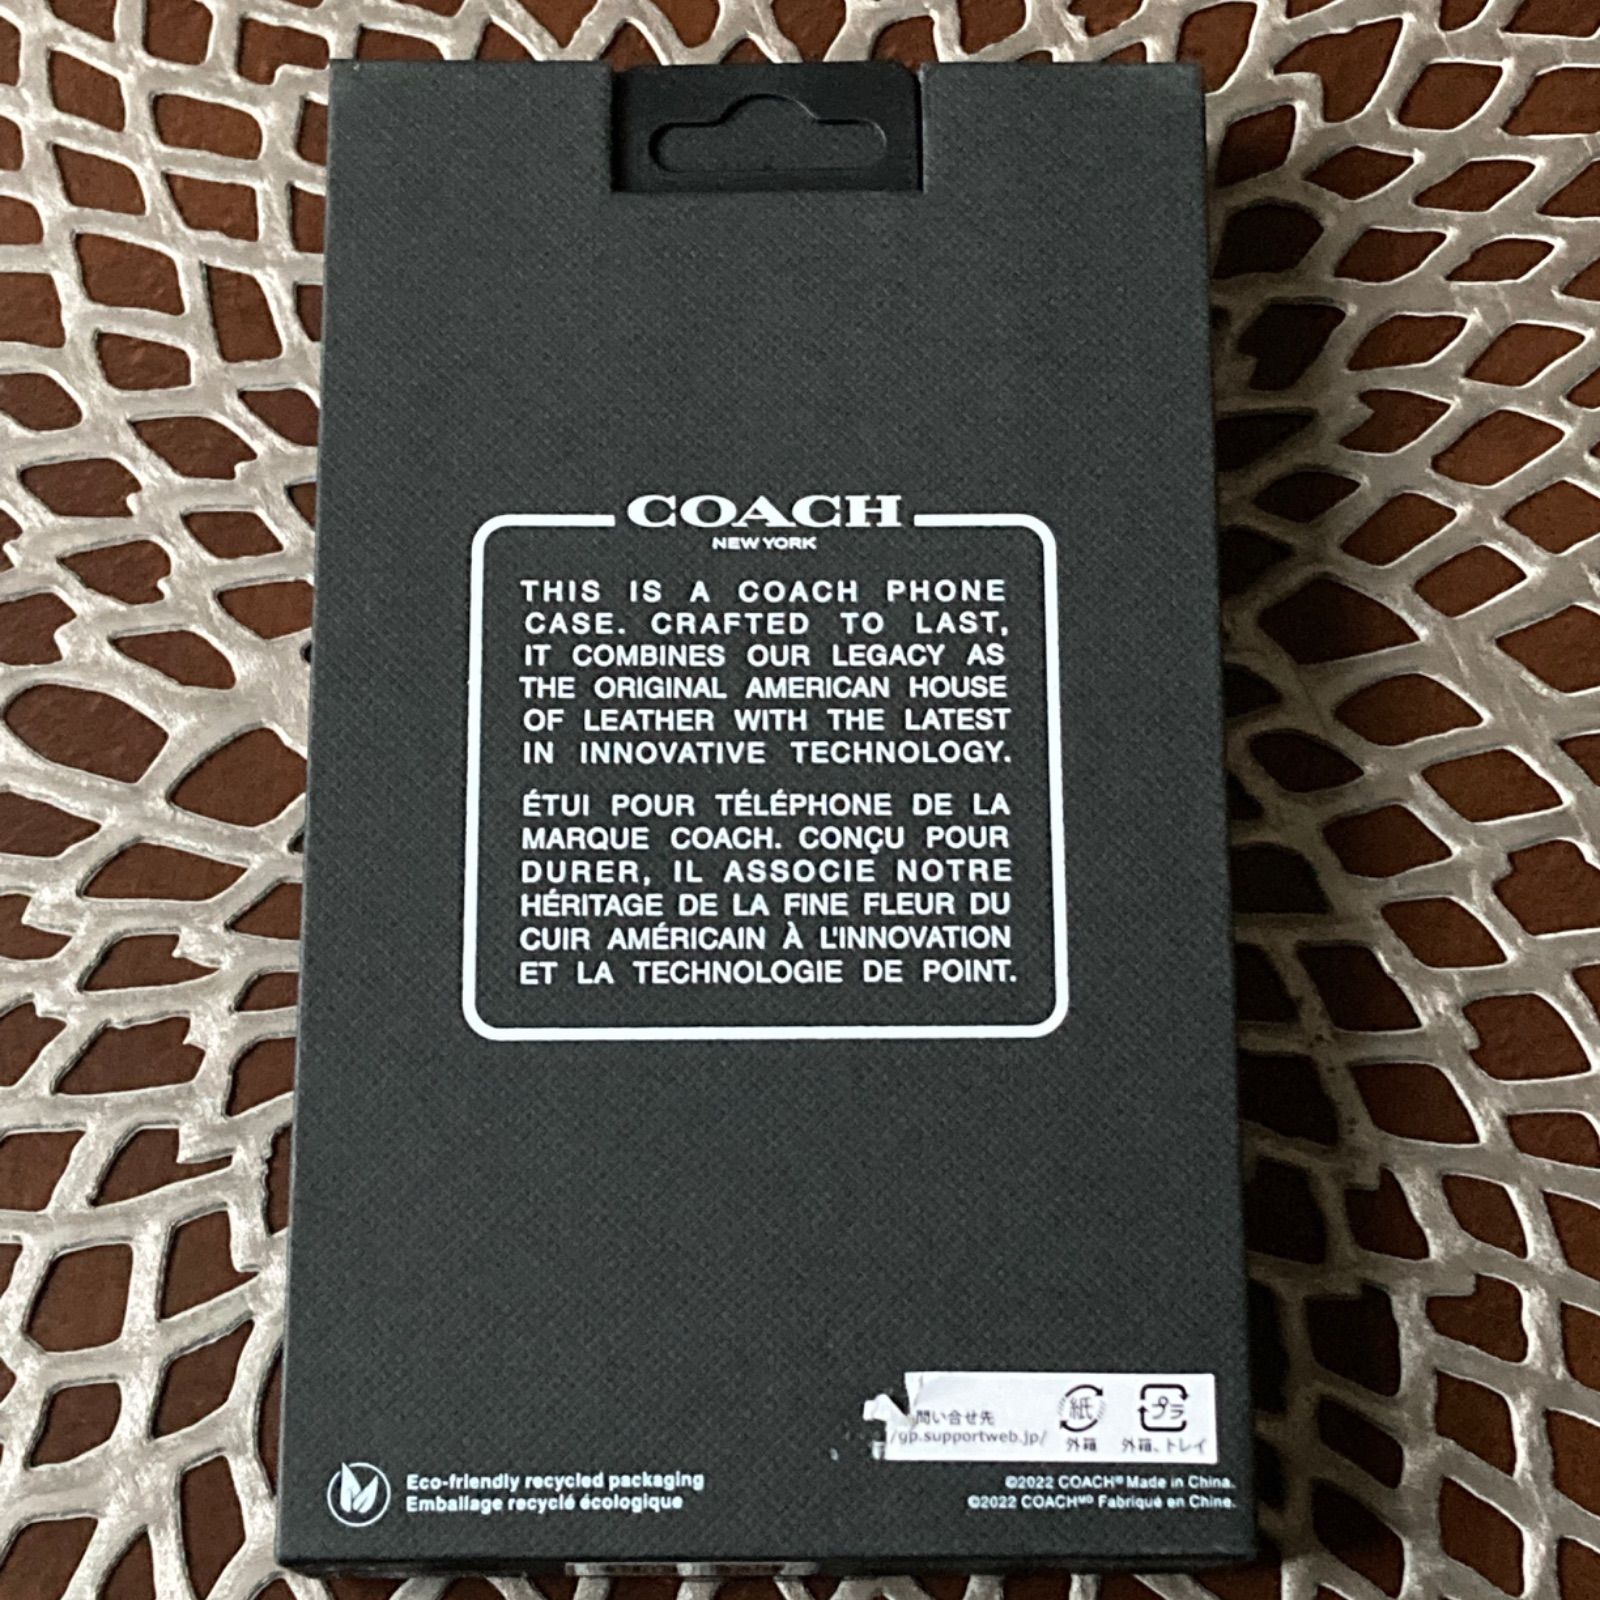 COACH
NEW YORK
THIS IS A COACH PHONE
CASE. CRAFTED TO LAST,
IT COMBINES OUR LEGACY AS
THE ORIGINAL AMERICAN HOUSE
OF LEATHER WITH THE LATEST
IN INNOVATIVE TECHNOLOGY.
ÉTUI POUR TÉLÉPHONE DE LA
MARQUE COACH. CONÇU POUR
DURER, IL ASSOCIE NOTRE
HÉRITAGE DE LA FINE FLEUR DU
CUIR AMÉRICAIN À L'INNOVATION
ET LA TECHNOLOGIE DE POINT.
問い合せ先
/gp.supportweb.jp/
紙
外箱
プラ
外箱、トレイ
Eco-friendly recycled packaging
Emballage recyclé écologique
©2022 COACH® Made in China.
©2022 COACHᴹᴰ Fabriqué en Chine.